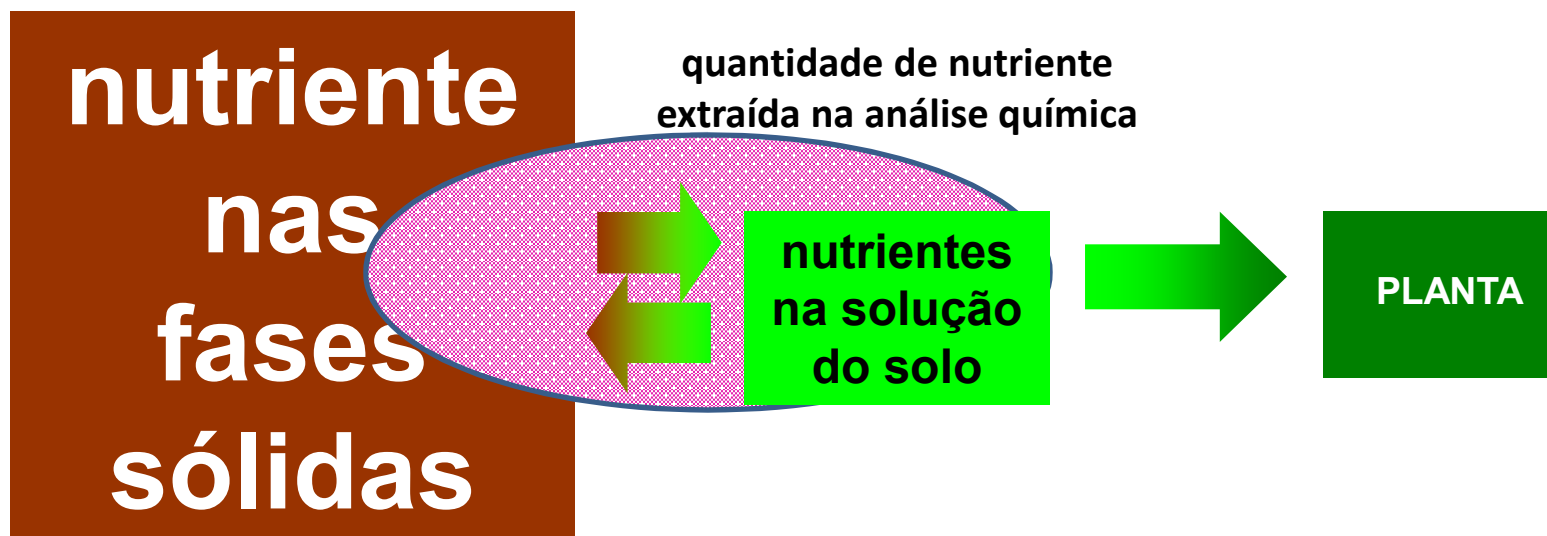 nutriente
nas
fases
sólidas
quantidade de nutriente
extraída na análise química
nutrientes
na solução
do solo
PLANTA